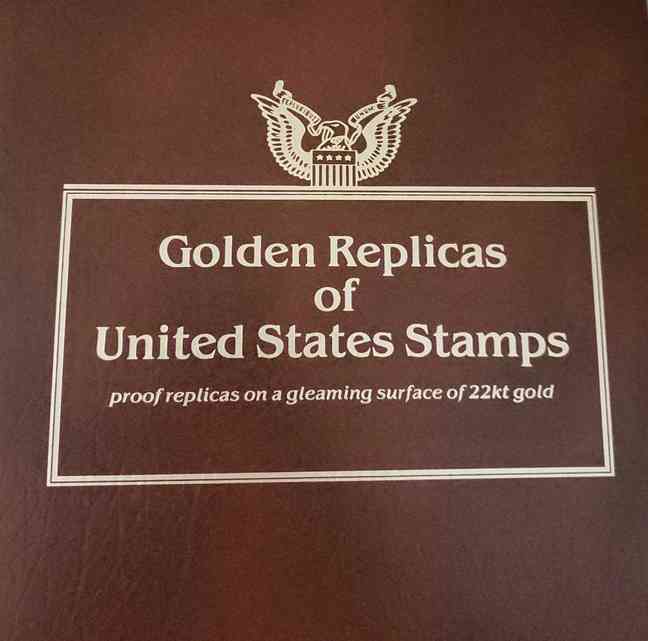 Golden Replicas
of
United States Stamps
proof replicas on a gleaming surface of 22kt gold